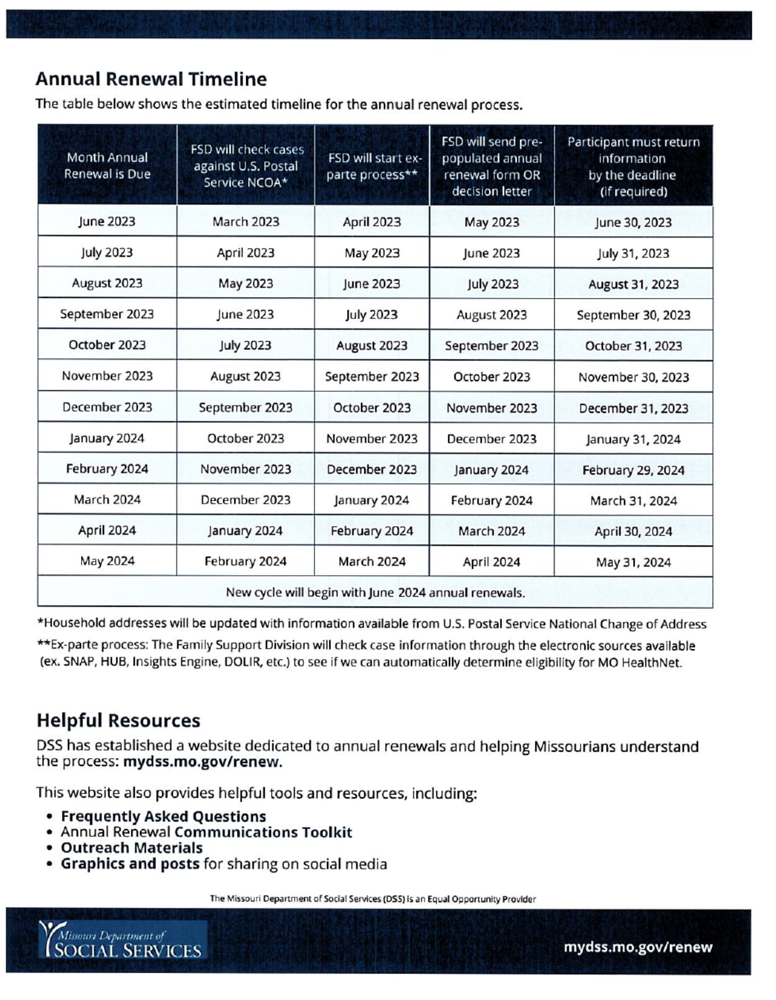 Annual Renewal Timeline
The table below shows the estimated timeline for the annual renewal process.
Month Annual
Renewal is Due
FSD will check cases
against U.S. Postal
Service NCOA*
FSD will start ex-
parte process**
FSD will send pre-
populated annual
renewal form OR
decision letter
Participant must return
information
by the deadline
(if required)
June 2023 March 2023 April 2023 May 2023 June 30, 2023
July 2023 April 2023 May 2023 June 2023 July 31, 2023
August 2023 May 2023 June 2023 July 2023 August 31, 2023
September 2023 June 2023 July 2023 August 2023 September 30, 2023
October 2023 July 2023 August 2023 September 2023 October 31, 2023
November 2023 August 2023 September 2023 October 2023 November 30, 2023
December 2023 September 2023 October 2023 November 2023 December 31, 2023
January 2024 October 2023 November 2023 December 2023 January 31, 2024
February 2024 November 2023 December 2023 January 2024 February 29, 2024
March 2024 December 2023 January 2024 February 2024 March 31, 2024
April 2024 January 2024 February 2024 March 2024 April 30, 2024
May 2024 February 2024 March 2024 April 2024 May 31, 2024
New cycle will begin with June 2024 annual renewals.
*Household addresses will be updated with information available from U.S. Postal Service National Change of Address
**Ex-parte process: The Family Support Division will check case information through the electronic sources available
(ex. SNAP, HUB, Insights Engine, DOLIR, etc.) to see if we can automatically determine eligibility for MO HealthNet.
Helpful Resources
DSS has established a website dedicated to annual renewals and helping Missourians understand
the process: mydss.mo.gov/renew.
This website also provides helpful tools and resources, including:
• Frequently Asked Questions
• Annual Renewal Communications Toolkit
• Outreach Materials
• Graphics and posts for sharing on social media
The Missouri Department of Social Services (DSS) is an Equal Opportunity Provider
Missouri Department of
SOCIAL SERVICES
mydss.mo.gov/renew